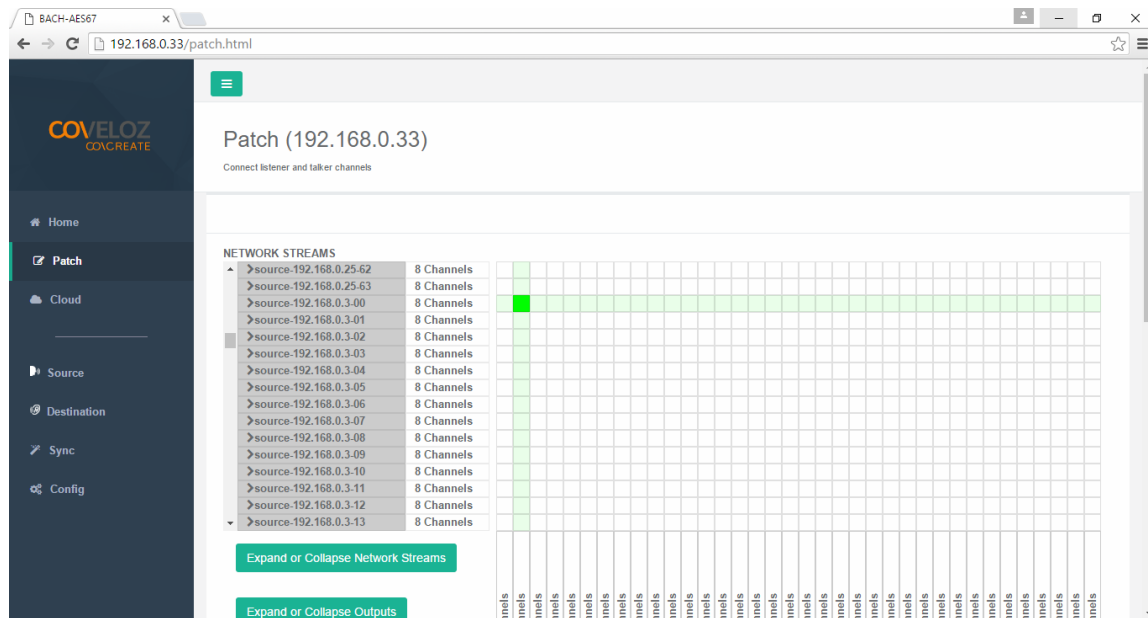 BACH-AES67
192.168.0.33/patch.html
COVELOZ
CO\CREATE
Home
Patch
Cloud
Source
Destination
Sync
Config
Patch (192.168.0.33)
Connect listener and talker channels
NETWORK STREAMS
source-192.168.0.25-62 8 Channels
source-192.168.0.25-63 8 Channels
source-192.168.0.3-00 8 Channels
source-192.168.0.3-01 8 Channels
source-192.168.0.3-02 8 Channels
source-192.168.0.3-03 8 Channels
source-192.168.0.3-04 8 Channels
source-192.168.0.3-05 8 Channels
source-192.168.0.3-06 8 Channels
source-192.168.0.3-07 8 Channels
source-192.168.0.3-08 8 Channels
source-192.168.0.3-09 8 Channels
source-192.168.0.3-10 8 Channels
source-192.168.0.3-11 8 Channels
source-192.168.0.3-12 8 Channels
source-192.168.0.3-13 8 Channels
Expand or Collapse Network Streams
Expand or Collapse Outputs